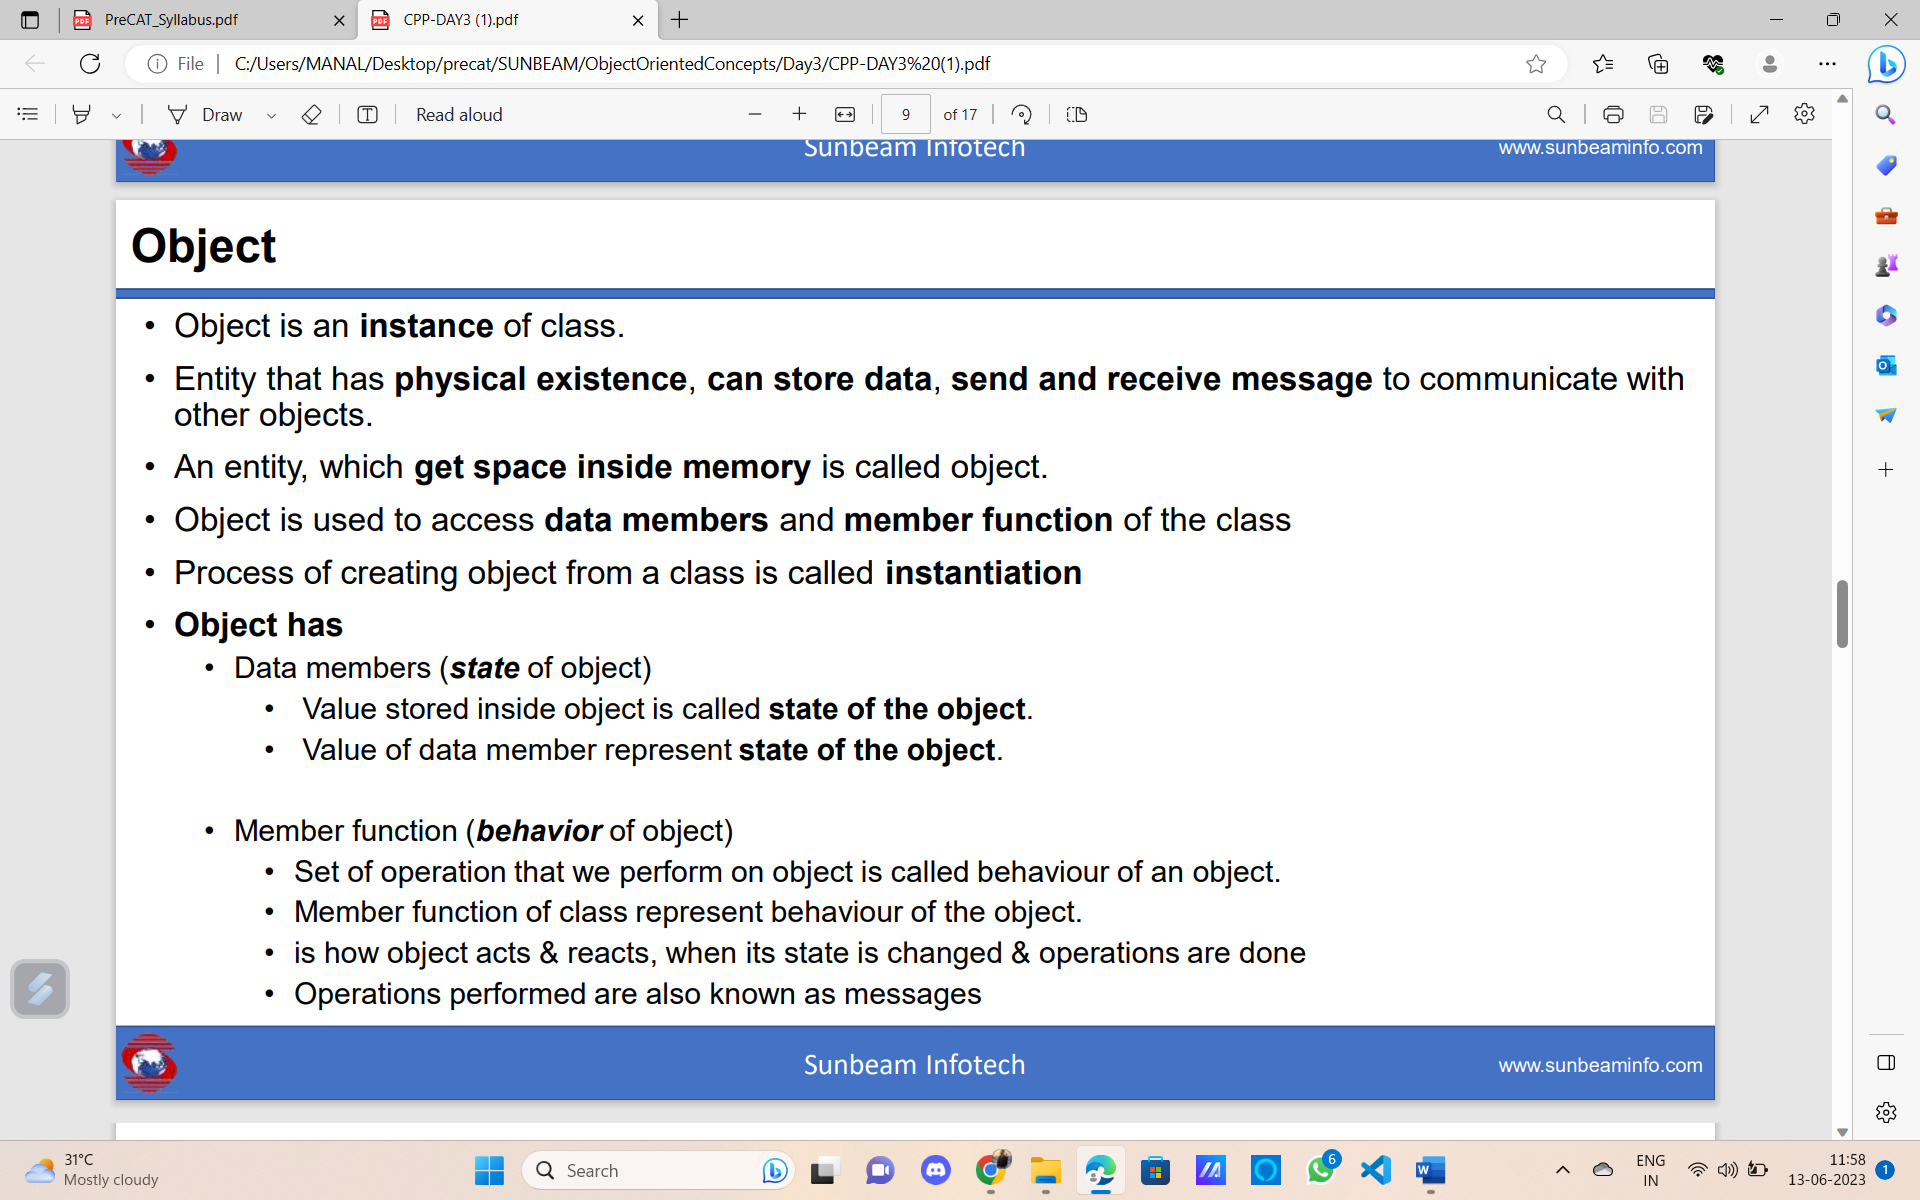 PreCAT_Syllabus.pdf
CPP-DAY3 (1).pdf
File
C:/Users/MANAL/Desktop/precat/SUNBEAM/ObjectOrientedConcepts/Day3/CPP-DAY3%20(1).pdf
Draw
Read aloud
9
of 17
Sunbeam Infotech
www.sunbeaminfo.com
Object
• Object is an instance of class.
• Entity that has physical existence, can store data, send and receive message to communicate with
other objects.
• An entity, which get space inside memory is called object.
• Object is used to access data members and member function of the class
• Process of creating object from a class is called instantiation
• Object has
• Data members (state of object)
• Value stored inside object is called state of the object.
• Value of data member represent state of the object.
• Member function (behavior of object)
• Set of operation that we perform on object is called behaviour of an object.
• Member function of class represent behaviour of the object.
• is how object acts & reacts, when its state is changed & operations are done
• Operations performed are also known as messages
Sunbeam Infotech
www.sunbeaminfo.com
31°C
Mostly cloudy
Search
6
ENG
IN
11:58
13-06-2023
1